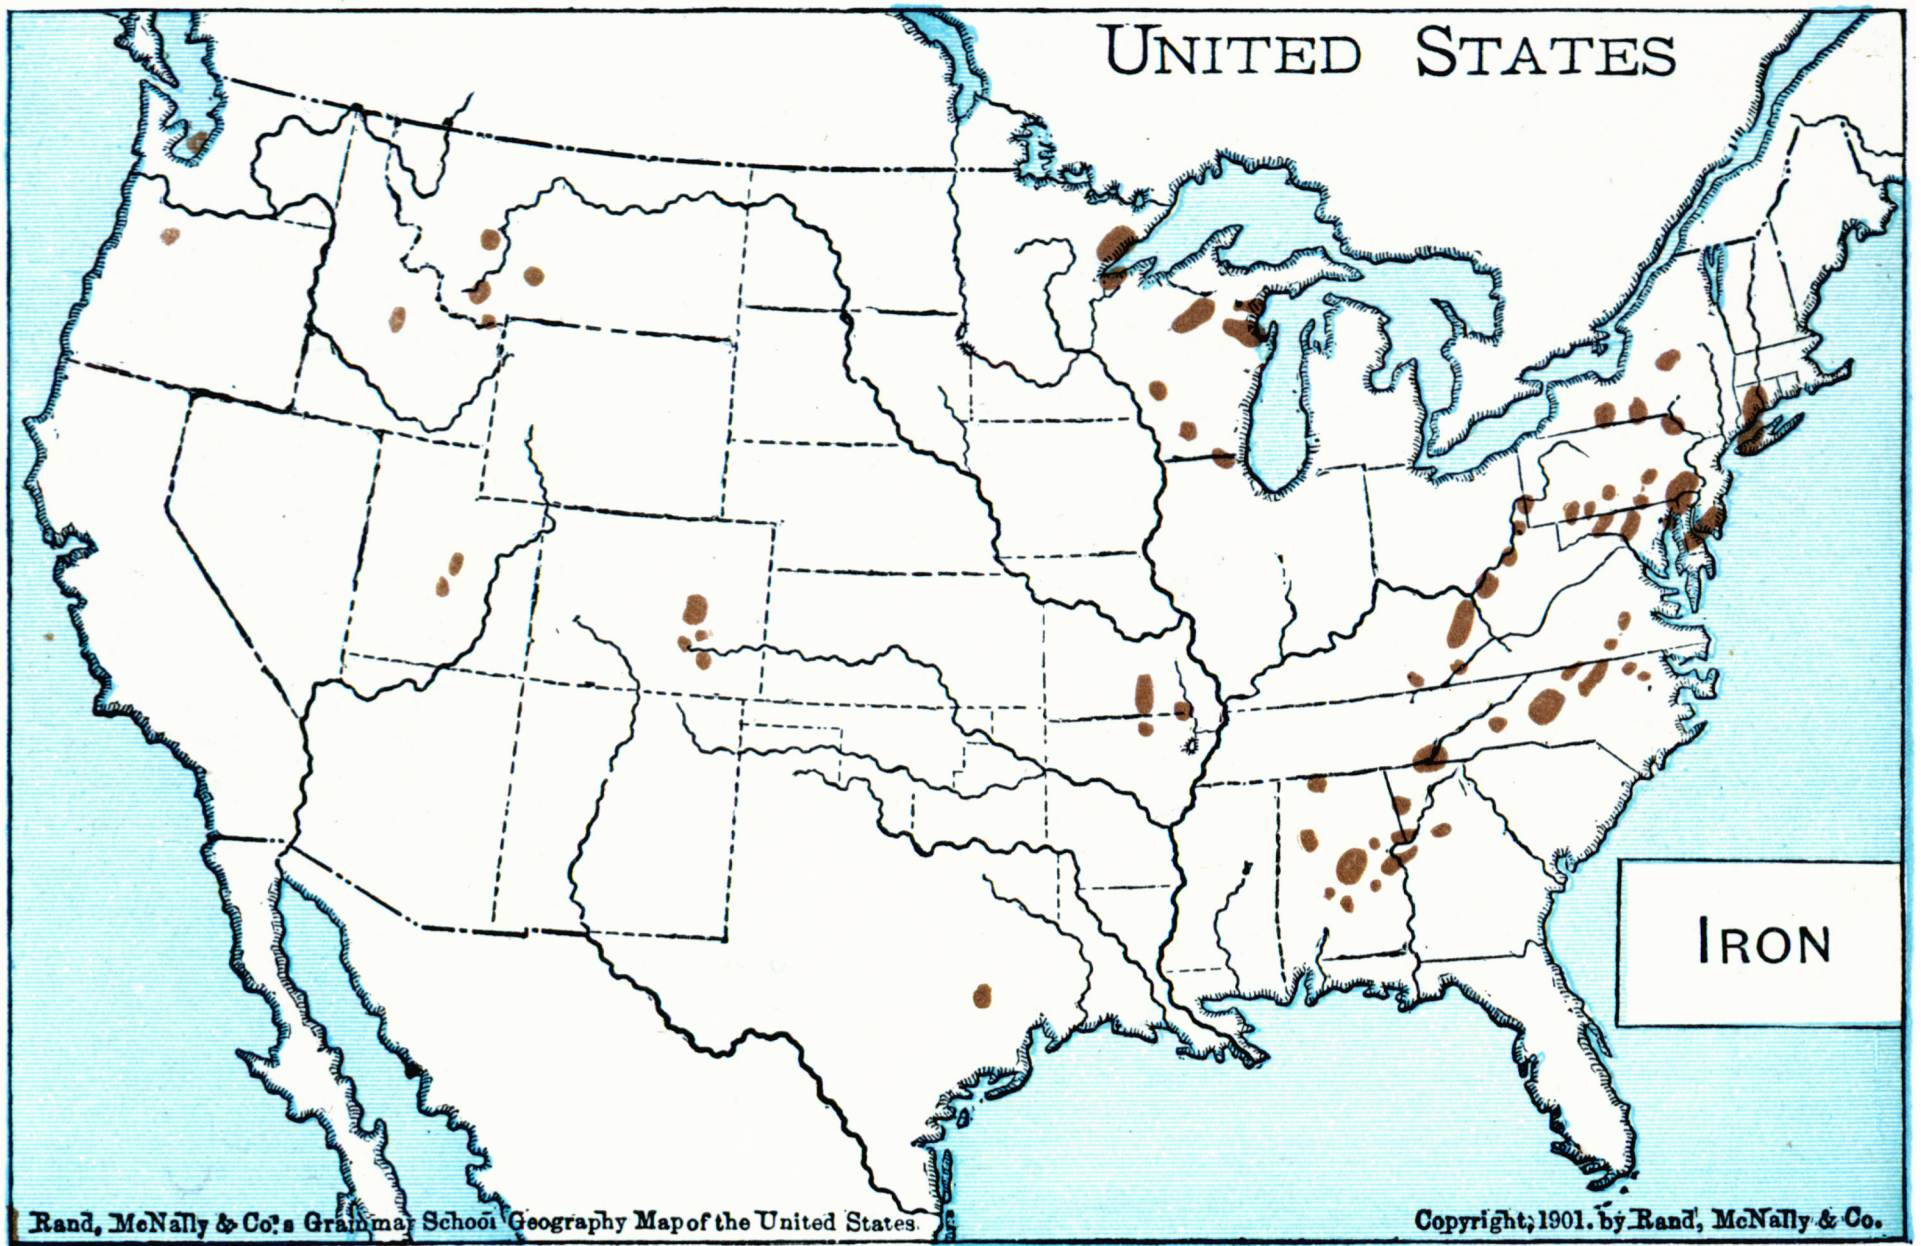 UNITED STATES
IRON
Rand, McNally & Co.'s Grammar School Geography Map of the United States.
Copyright, 1901. by Rand, McNally & Co.